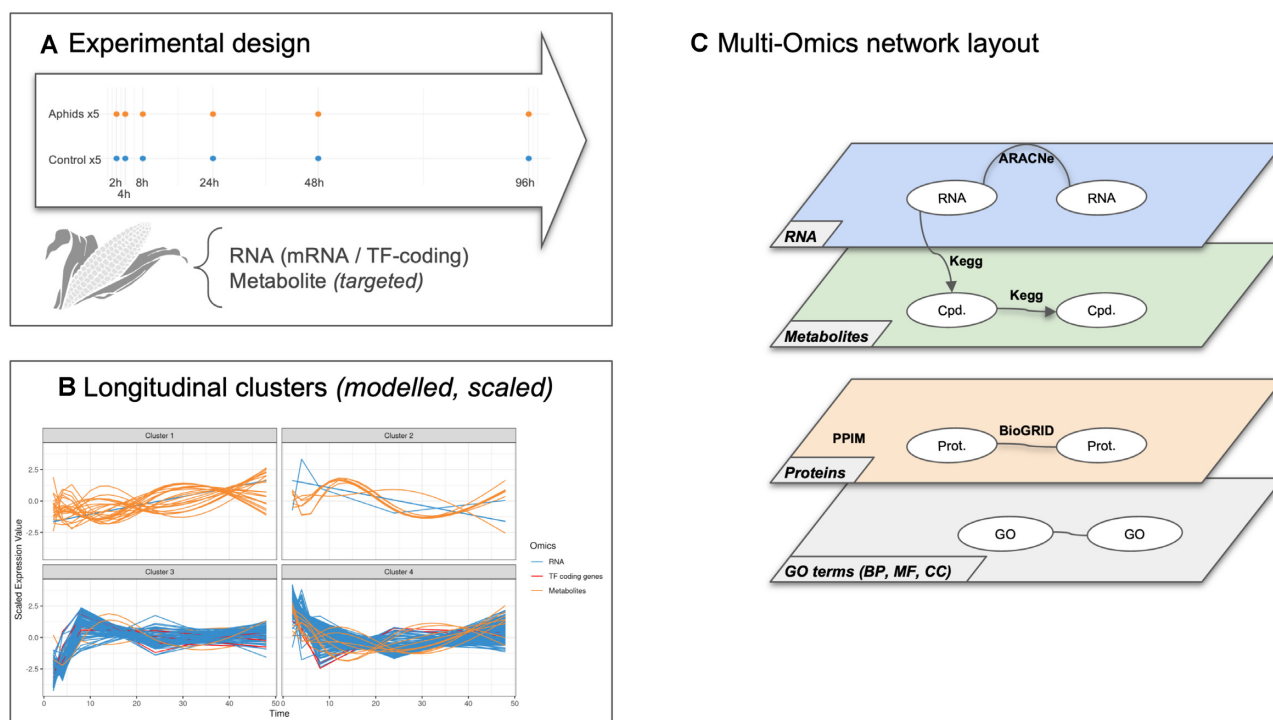 A Experimental design
Aphids x5
Control x5
2h
4h
8h
24h
48h
96h
RNA (mRNA / TF-coding)
Metabolite (targeted)
B Longitudinal clusters (modelled, scaled)
Cluster 1
Cluster 2
2.5
0.0
-2.5
Cluster 3
Cluster 4
2.5
0.0
-2.5
Scaled Expression Value
0 10 20 30 40 50 0 10 20 30 40 50
Time
Omics
RNA
TF coding genes
Metabolites
C Multi-Omics network layout
ARACNe
RNA
RNA
RNA
Kegg
Kegg
Cpd.
Cpd.
Metabolites
PPIM
BioGRID
Prot.
Prot.
Proteins
GO
GO
GO terms (BP, MF, CC)